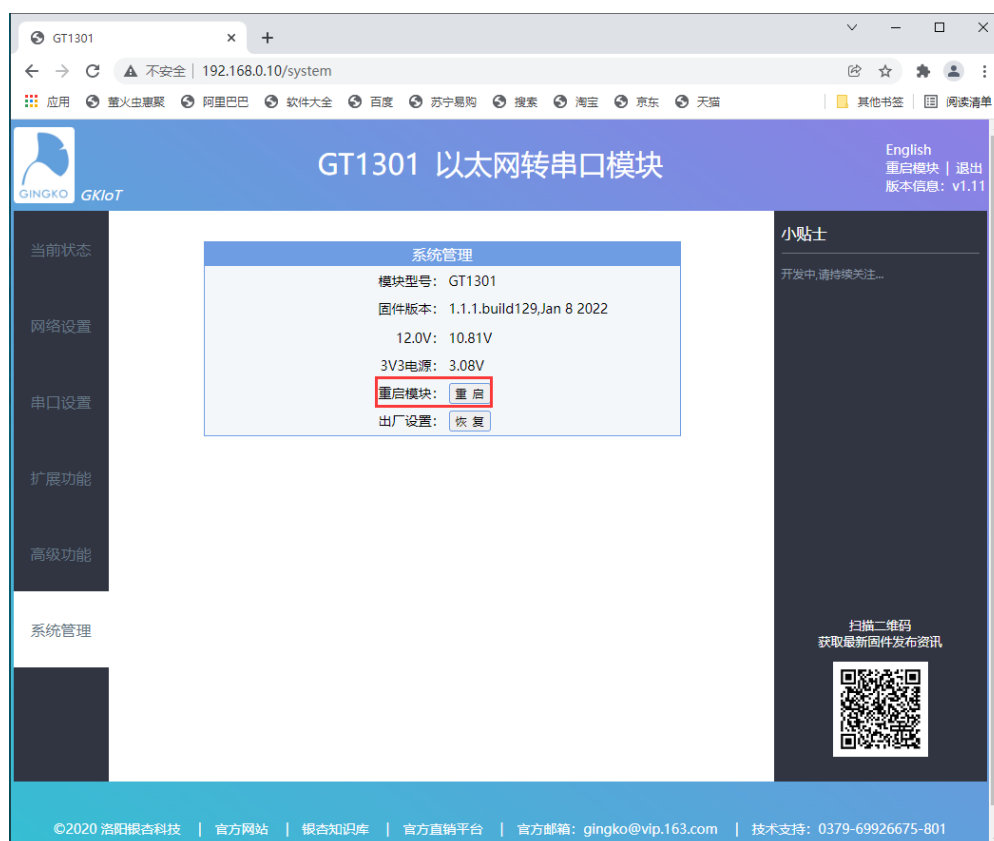 GT1301
不安全 | 192.168.0.10/system
应用 萤火虫惠聚 阿里巴巴 软件大全 百度 苏宁易购 搜索 淘宝 京东 天猫 其他书签 阅读清单
GINGKO GKIoT
GT1301 以太网转串口模块
English
重启模块 | 退出
版本信息：v1.11
当前状态
网络设置
串口设置
扩展功能
高级功能
系统管理
系统管理
模块型号： GT1301
固件版本： 1.1.1.build129,Jan 8 2022
12.0V： 10.81V
3V3电源： 3.08V
重启模块： 重 启
出厂设置： 恢 复
小贴士
开发中,请持续关注...
扫描二维码
获取最新固件发布资讯
©2020 洛阳银杏科技 | 官方网站 | 银杏知识库 | 官方直销平台 | 官方邮箱：gingko@vip.163.com | 技术支持：0379-69926675-801